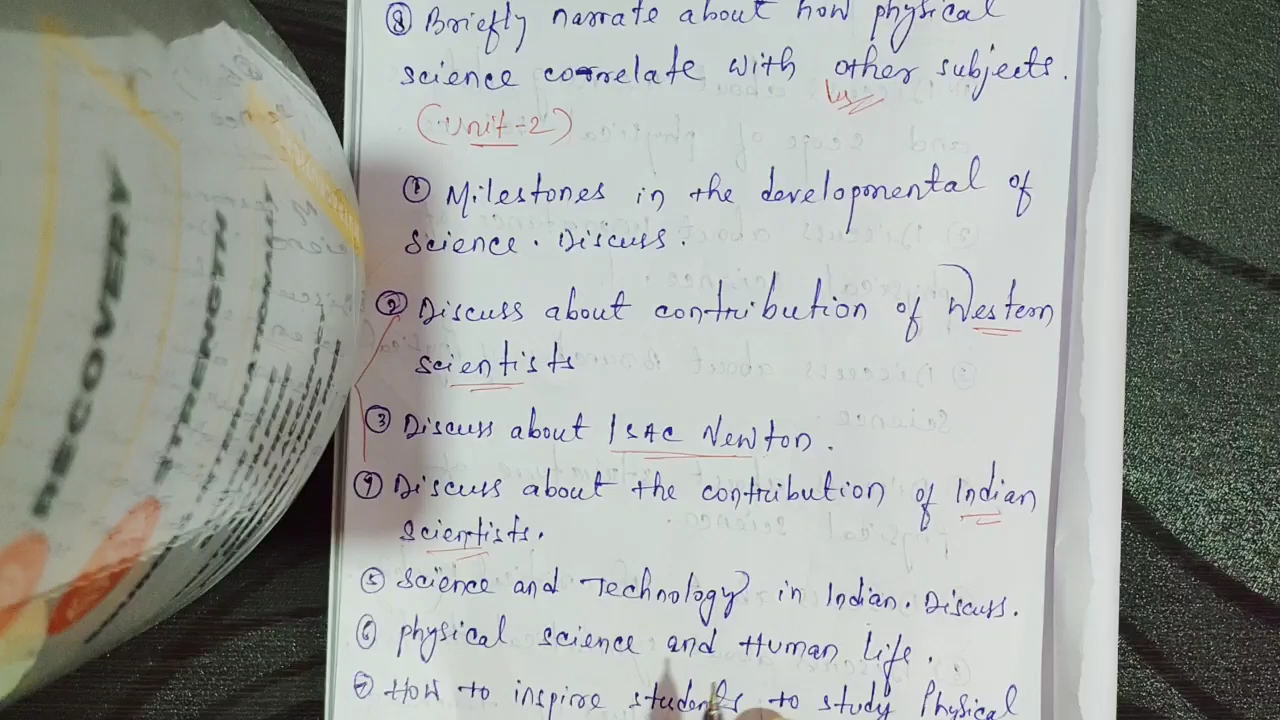 ⑧ Briefly narrate about how physical
science correlate with other subjects.
(Unit-2)
① Milestones in the developmental of
science. Discuss.
② Discuss about contribution of Western
scientists
③ Discuss about ISAC Newton.
④ Discuss about the contribution of Indian
scientists.
⑤ Science and Technology in Indian. Discuss.
⑥ physical science and Human Life.
⑦ How to inspire students to study Physical
RECOVERY
STRENGTH